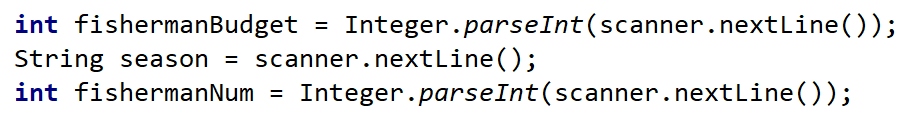 int fishermanBudget = Integer.parseInt(scanner.nextLine());
String season = scanner.nextLine();
int fishermanNum = Integer.parseInt(scanner.nextLine());